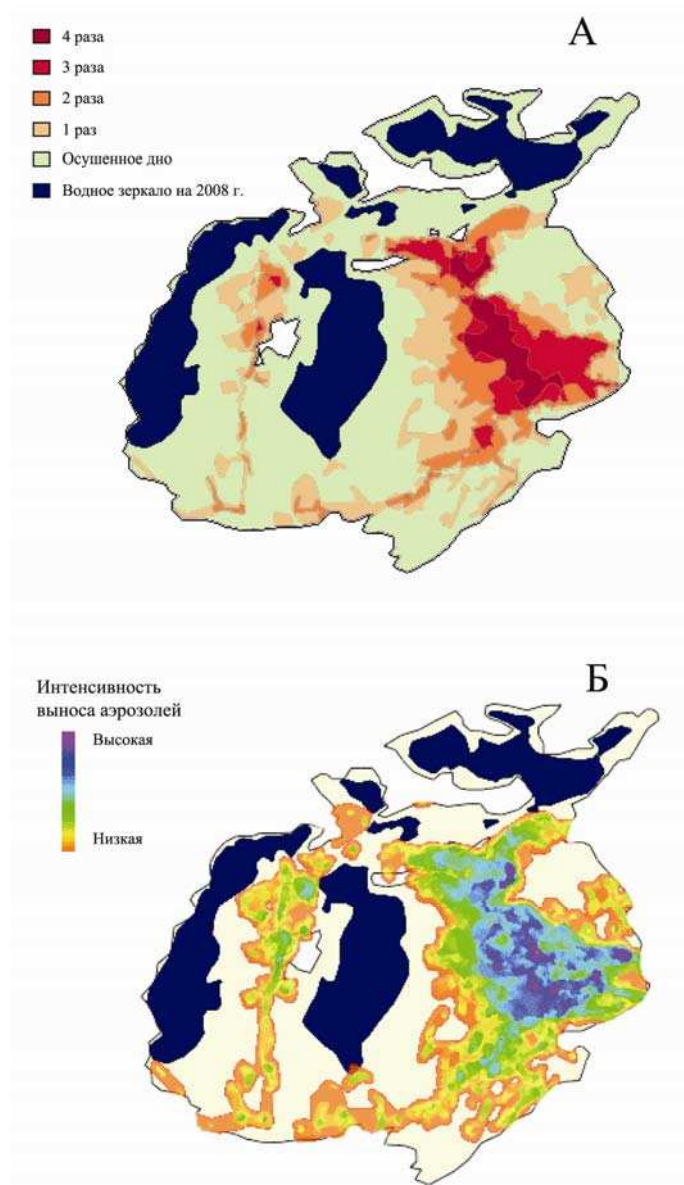 А
4 раза
3 раза
2 раза
1 раз
Осушенное дно
Водное зеркало на 2008 г.
Б
Интенсивность
выноса аэрозолей
Высокая
Низкая